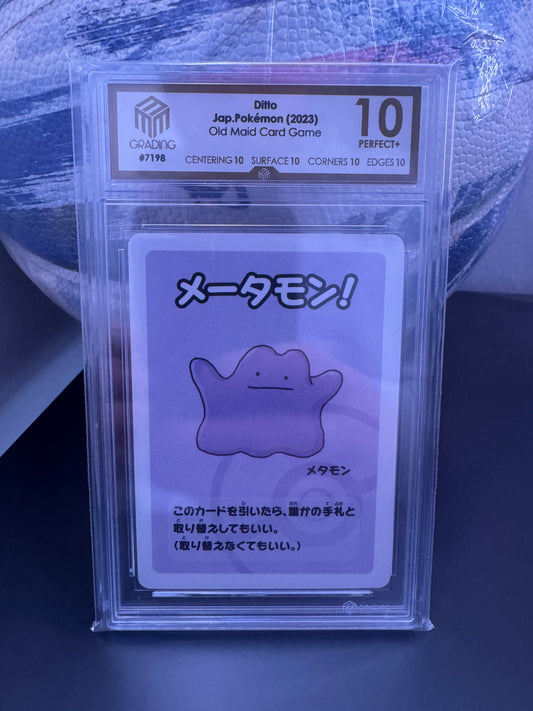 Ditto
Jap.Pokémon (2023)
Old Maid Card Game
10
PERFECT+
GRADING
#7198
CENTERING 10 SURFACE 10 CORNERS 10 EDGES 10
メータモン!
メタモン
このカードを引いたら、誰かの手札と
取り替えしてもいい。
(取り替えなくてもいい。)
GRADING